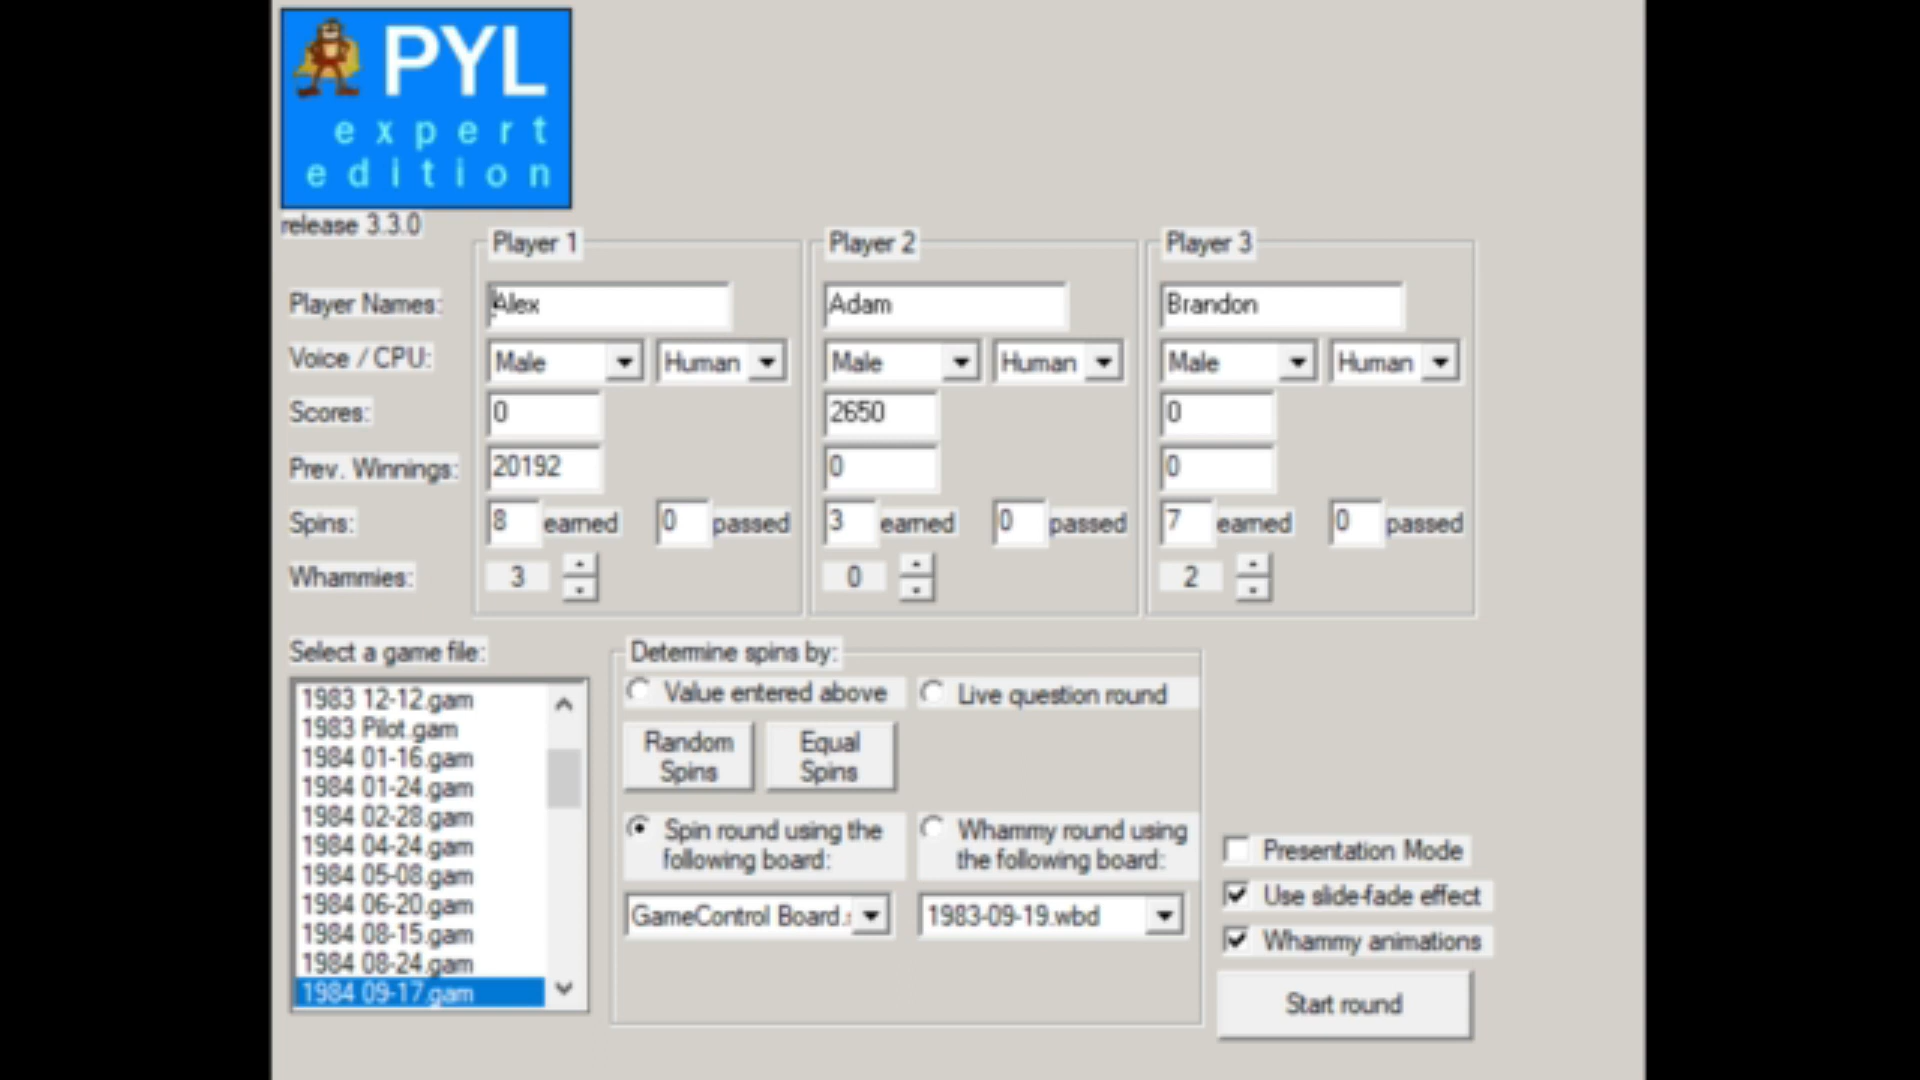 PYL
expert
edition
release 3.3.0
Player 1
Player 2
Player 3
Player Names:
Alex
Adam
Brandon
Voice / CPU:
Male
Human
Male
Human
Male
Human
Scores:
0
2650
0
Prev. Winnings:
20192
0
0
Spins:
8 earned
0 passed
3 earned
0 passed
7 earned
0 passed
Whammies:
3
0
2
Select a game file:
1983 12-12.gam
1983 Pilot.gam
1984 01-16.gam
1984 01-24.gam
1984 02-28.gam
1984 04-24.gam
1984 05-08.gam
1984 06-20.gam
1984 08-15.gam
1984 08-24.gam
1984 09-17.gam
Determine spins by:
Value entered above
Live question round
Random
Spins
Equal
Spins
Spin round using the
following board:
Whammy round using
the following board:
GameControl Board.
1983-09-19.wbd
Presentation Mode
Use slide-fade effect
Whammy animations
Start round